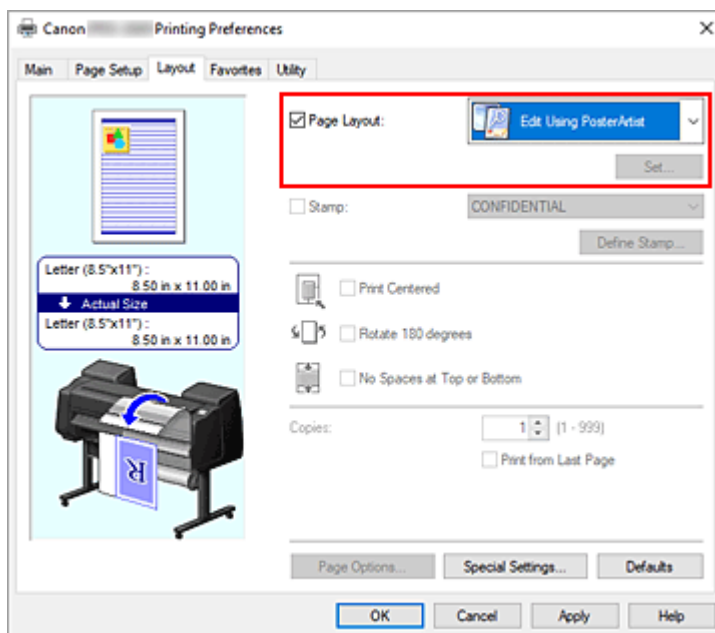 Canon Printing Preferences
Main Page Setup Layout Favorites Utility
Page Layout: Edit Using PosterArtist
Set...
Stamp: CONFIDENTIAL
Define Stamp...
Letter (8.5"x11") :
8.50 in x 11.00 in
Actual Size
Letter (8.5"x11") :
8.50 in x 11.00 in
Print Centered
Rotate 180 degrees
No Spaces at Top or Bottom
Copies: 1 (1 - 999)
Print from Last Page
R
Page Options... Special Settings... Defaults
OK Cancel Apply Help